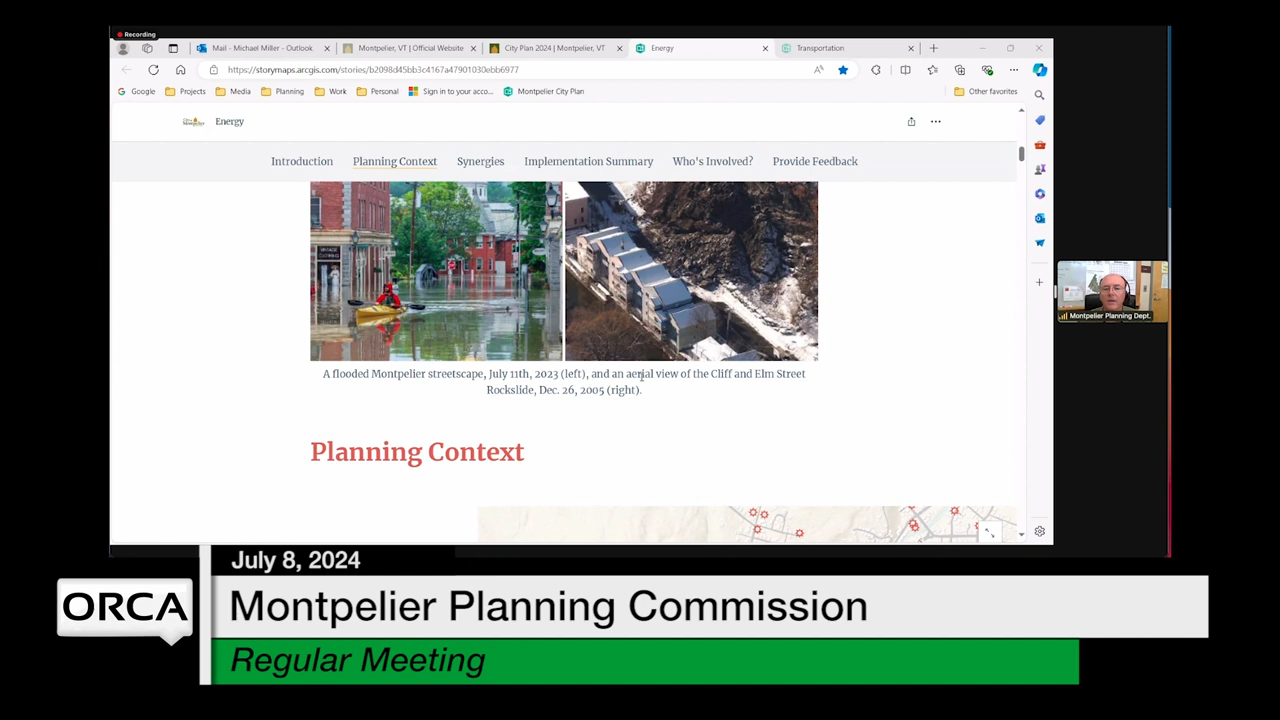 Recording
Mail - Michael Miller - Outlook
Montpelier, VT | Official Website
City Plan 2024 | Montpelier, VT
Energy
Transportation
https://storymaps.arcgis.com/stories/b2098d45bb3c4167a47901030ebb6977
Google
Projects
Media
Planning
Work
Personal
Sign in to your acco...
Montpelier City Plan
Other favorites
Energy
Introduction
Planning Context
Synergies
Implementation Summary
Who's Involved?
Provide Feedback
A flooded Montpelier streetscape, July 11th, 2023 (left), and an aerial view of the Cliff and Elm Street
Rockslide, Dec. 26, 2005 (right).
Planning Context
Montpelier Planning Dept.
July 8, 2024
ORCA
Montpelier Planning Commission
Regular Meeting